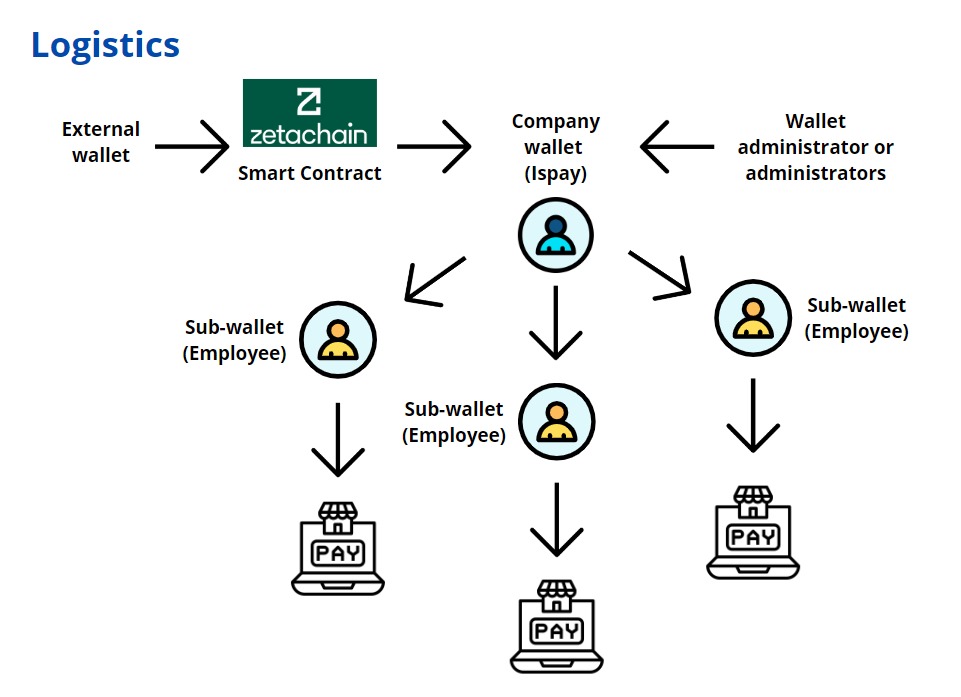 Logistics
External
wallet
zetachain
Smart Contract
Company
wallet
(Ispay)
Wallet
administrator or
administrators
Sub-wallet
(Employee)
Sub-wallet
(Employee)
Sub-wallet
(Employee)
PAY
PAY
PAY